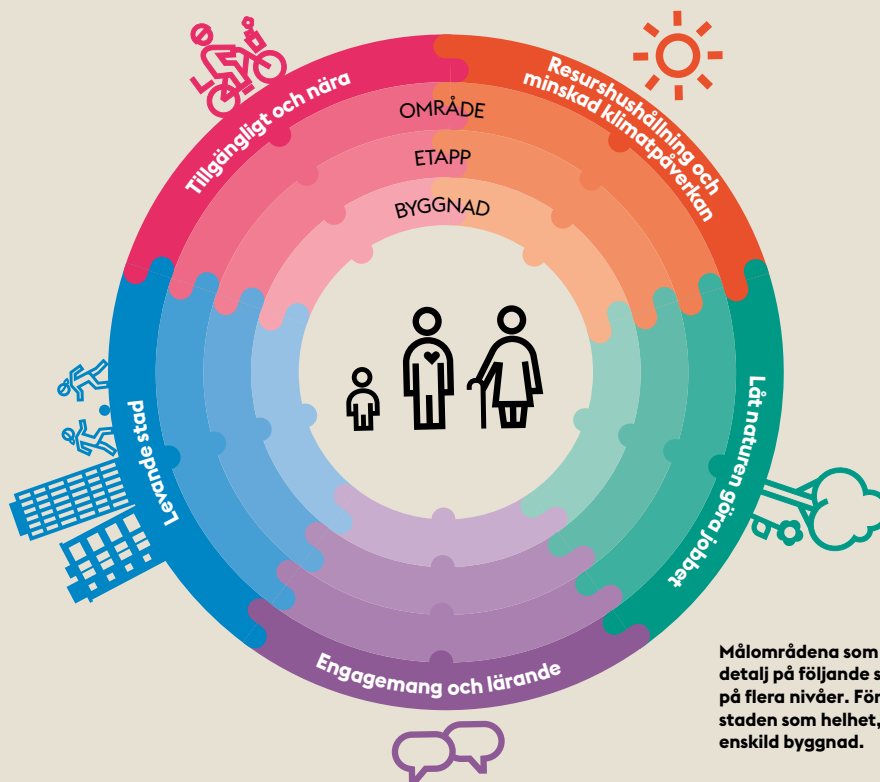 Tillgängligt och nära
Resurshushållning och
minskad klimatpåverkan
OMRÅDE
ETAPP
BYGGNAD
Levande stad
Låt naturen göra jobbet
Engagemang och lärande
Målområdena som
detalj på följande s
på flera nivåer. För
staden som helhet,
enskild byggnad.